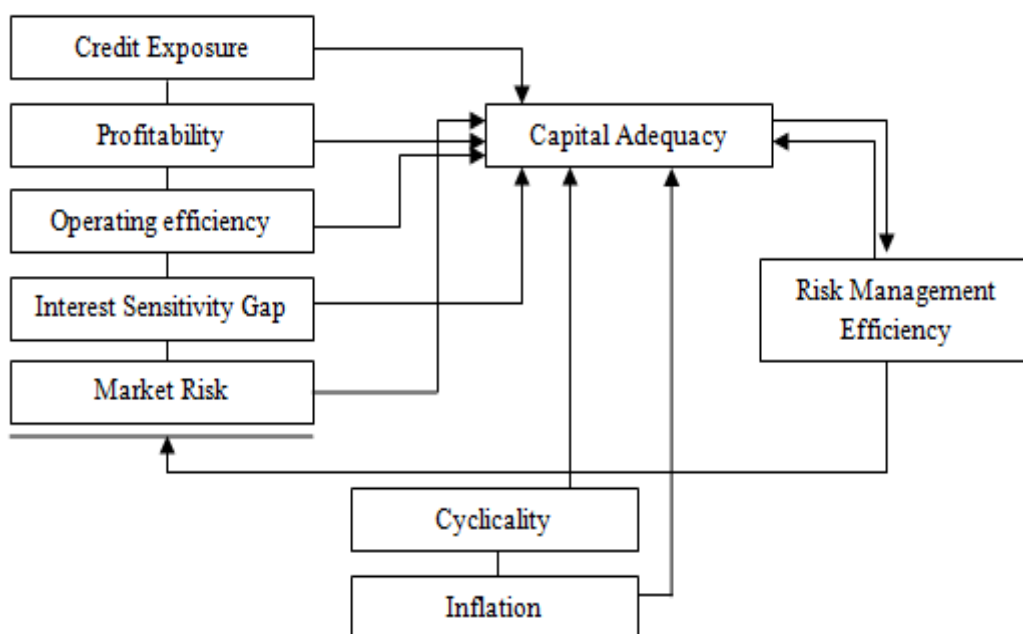 Credit Exposure
Profitability
Capital Adequacy
Operating efficiency
Interest Sensitivity Gap
Risk Management
Efficiency
Market Risk
Cyclicality
Inflation